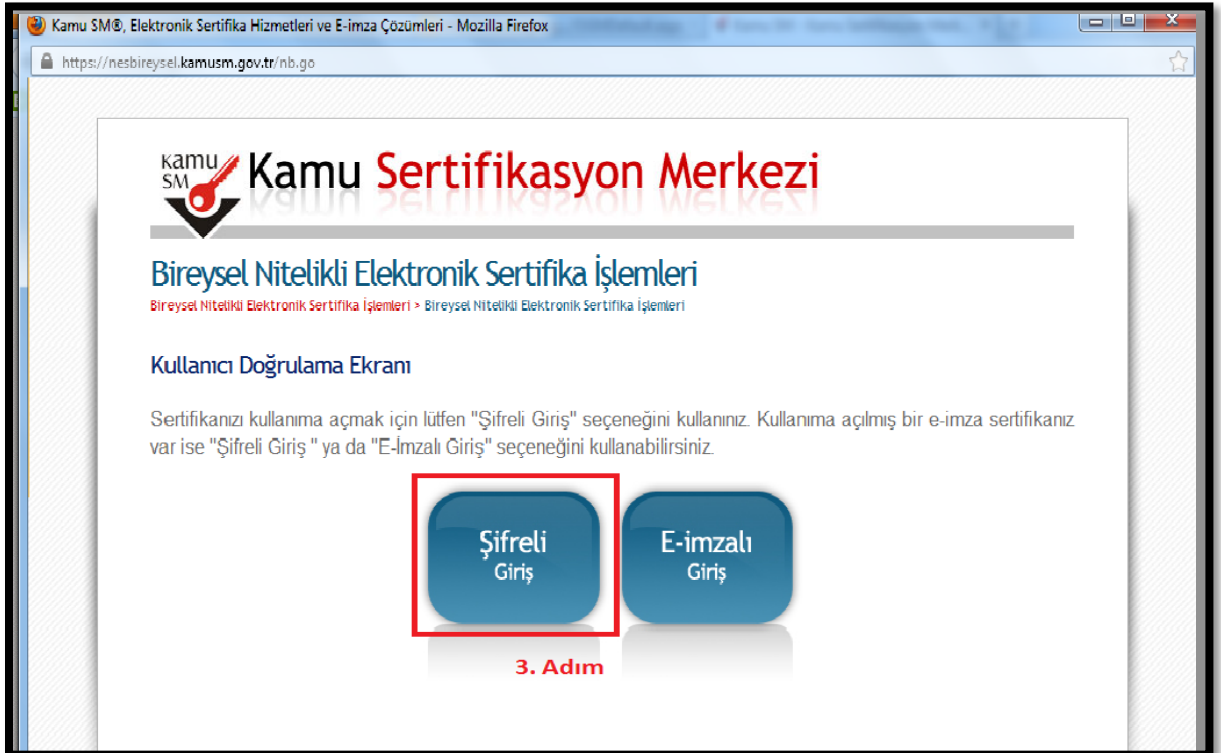 Kamu SM®, Elektronik Sertifika Hizmetleri ve E-imza Çözümleri - Mozilla Firefox
https://nesbireysel.kamusm.gov.tr/nb.go
Kamu SM
Kamu Sertifikasyon Merkezi
Bireysel Nitelikli Elektronik Sertifika İşlemleri
Bireysel Nitelikli Elektronik Sertifika İşlemleri > Bireysel Nitelikli Elektronik Sertifika İşlemleri
Kullanıcı Doğrulama Ekranı
Sertifikanızı kullanıma açmak için lütfen "Şifreli Giriş" seçeneğini kullanınız. Kullanıma açılmış bir e-imza sertifikanız
var ise "Şifreli Giriş " ya da "E-İmzalı Giriş" seçeneğini kullanabilirsiniz.
Şifreli
Giriş
E-imzalı
Giriş
3. Adım